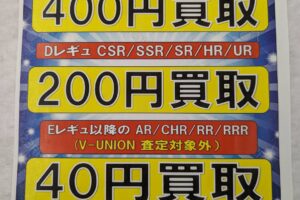 400円買取
Dレギュ CSR/SSR/SR/HR/UR
200円買取
Eレギュ以降の AR/CHR/RR/RRR
(V-UNION 査定対象外)
40円買取